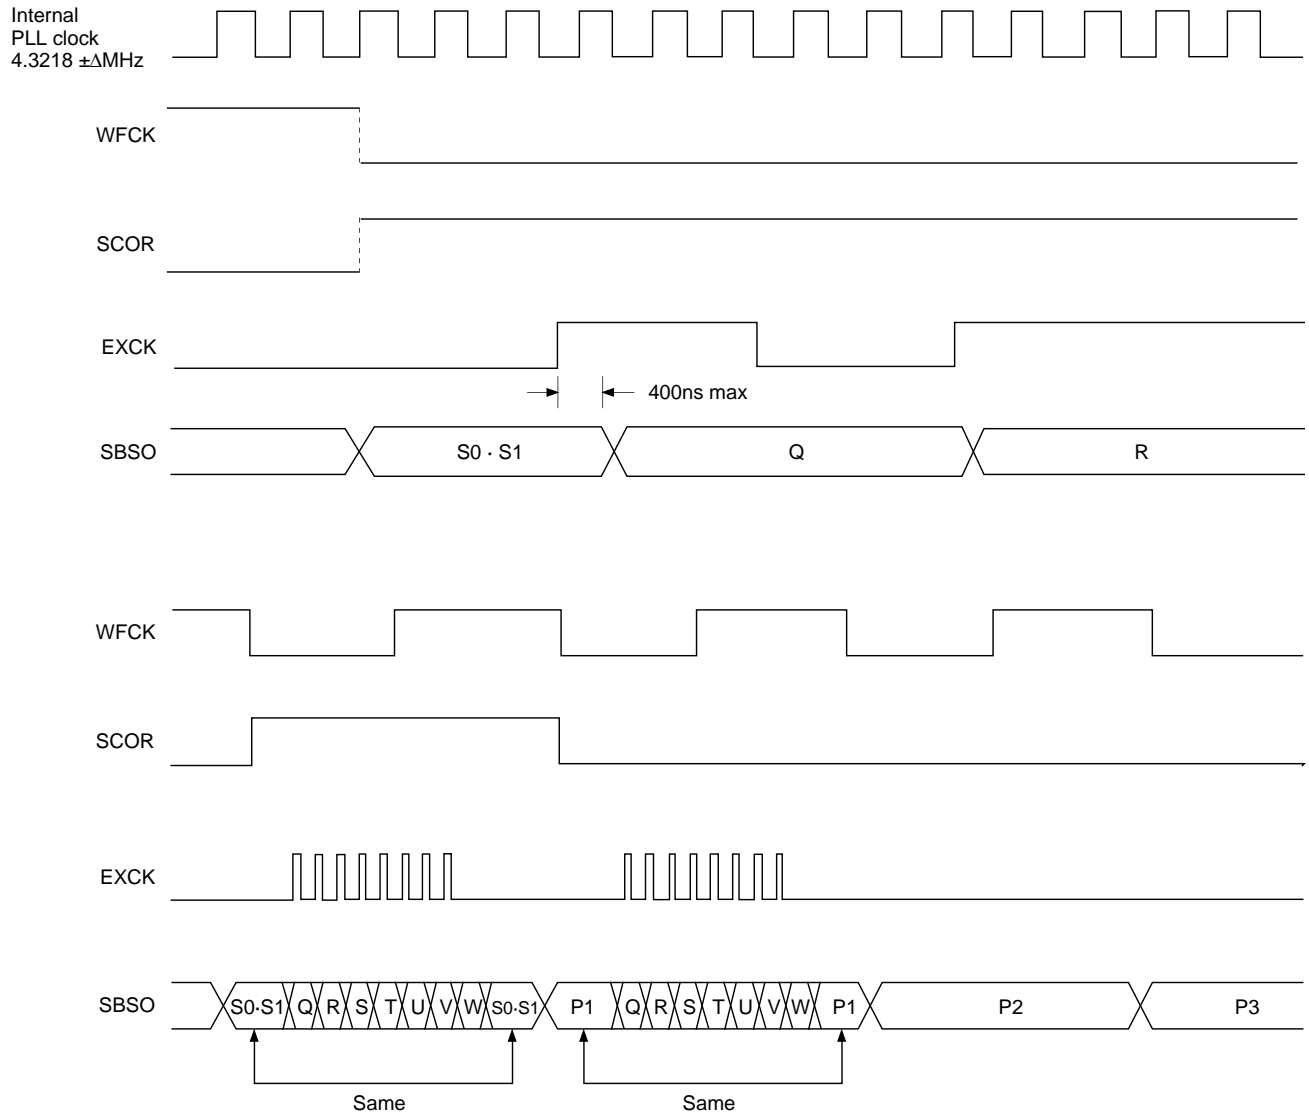 Internal
PLL clock
4.3218 ±∆MHz
WFCK
SCOR
EXCK
400ns max
SBSO
S0 · S1
Q
R
WFCK
SCOR
EXCK
SBSO
S0·S1 Q R S T U V W S0·S1 P1 Q R S T U V W P1 P2 P3
Same
Same